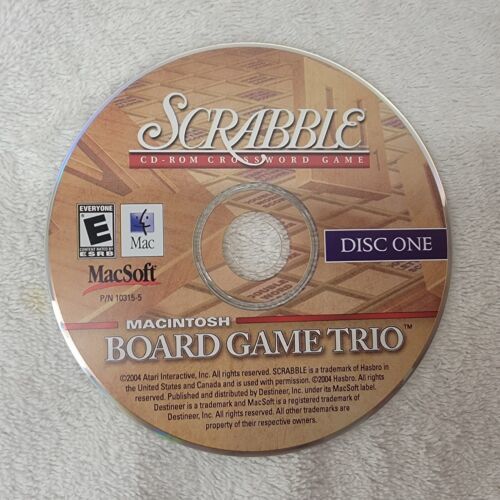 SCRABBLE
CD-ROM CROSSWORD GAME
EVERYONE
E
CONTENT RATED BY
ESRB
Mac
DISC ONE
MacSoft
P/N 10315-5
MACINTOSH
BOARD GAME TRIO™
©2004 Atari Interactive, Inc. All rights reserved. SCRABBLE is a trademark of Hasbro in
the United States and Canada and is used with permission. ©2004 Hasbro. All rights
reserved. Published and distributed by Destineer, Inc. under its MacSoft label.
Destineer is a trademark and MacSoft is a registered trademark of
Destineer, Inc. All rights reserved. All other trademarks are
property of their respective owners.